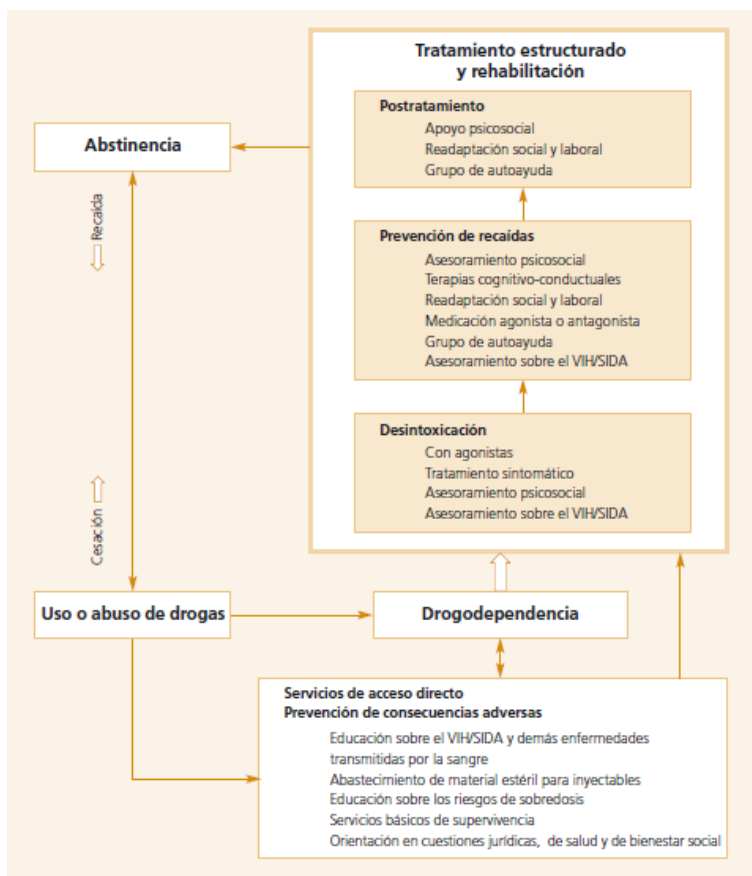 Tratamiento estructurado
y rehabilitación
Postratamiento
Apoyo psicosocial
Readaptación social y laboral
Grupo de autoayuda
Abstinencia
Recaída
Prevención de recaídas
Asesoramiento psicosocial
Terapias cognitivo-conductuales
Readaptación social y laboral
Medicación agonista o antagonista
Grupo de autoayuda
Asesoramiento sobre el VIH/SIDA
Desintoxicación
Con agonistas
Tratamiento sintomático
Asesoramiento psicosocial
Asesoramiento sobre el VIH/SIDA
Cesación
Uso o abuso de drogas
Drogodependencia
Servicios de acceso directo
Prevención de consecuencias adversas
Educación sobre el VIH/SIDA y demás enfermedades
transmitidas por la sangre
Abastecimiento de material estéril para inyectables
Educación sobre los riesgos de sobredosis
Servicios básicos de supervivencia
Orientación en cuestiones jurídicas, de salud y de bienestar social